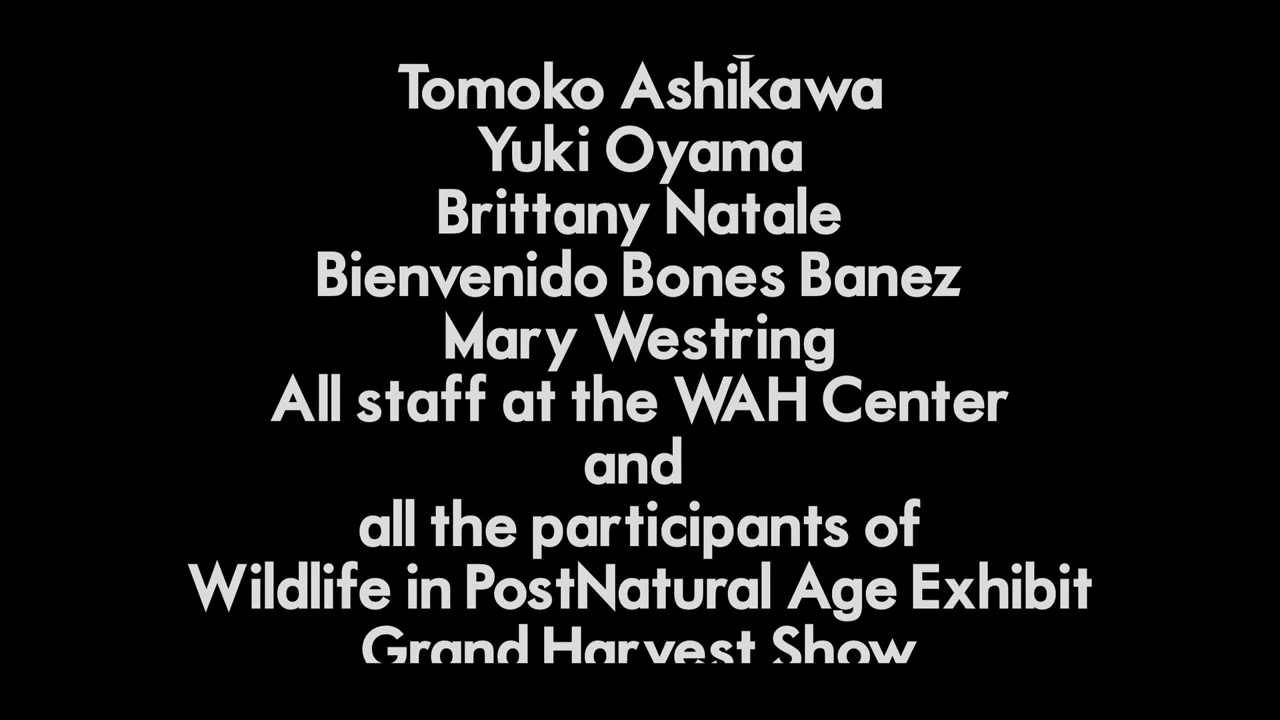 Tomoko Ashikawa
Yuki Oyama
Brittany Natale
Bienvenido Bones Banez
Mary Westring
All staff at the WAH Center
and
all the participants of
Wildlife in PostNatural Age Exhibit
Grand Harvest Show